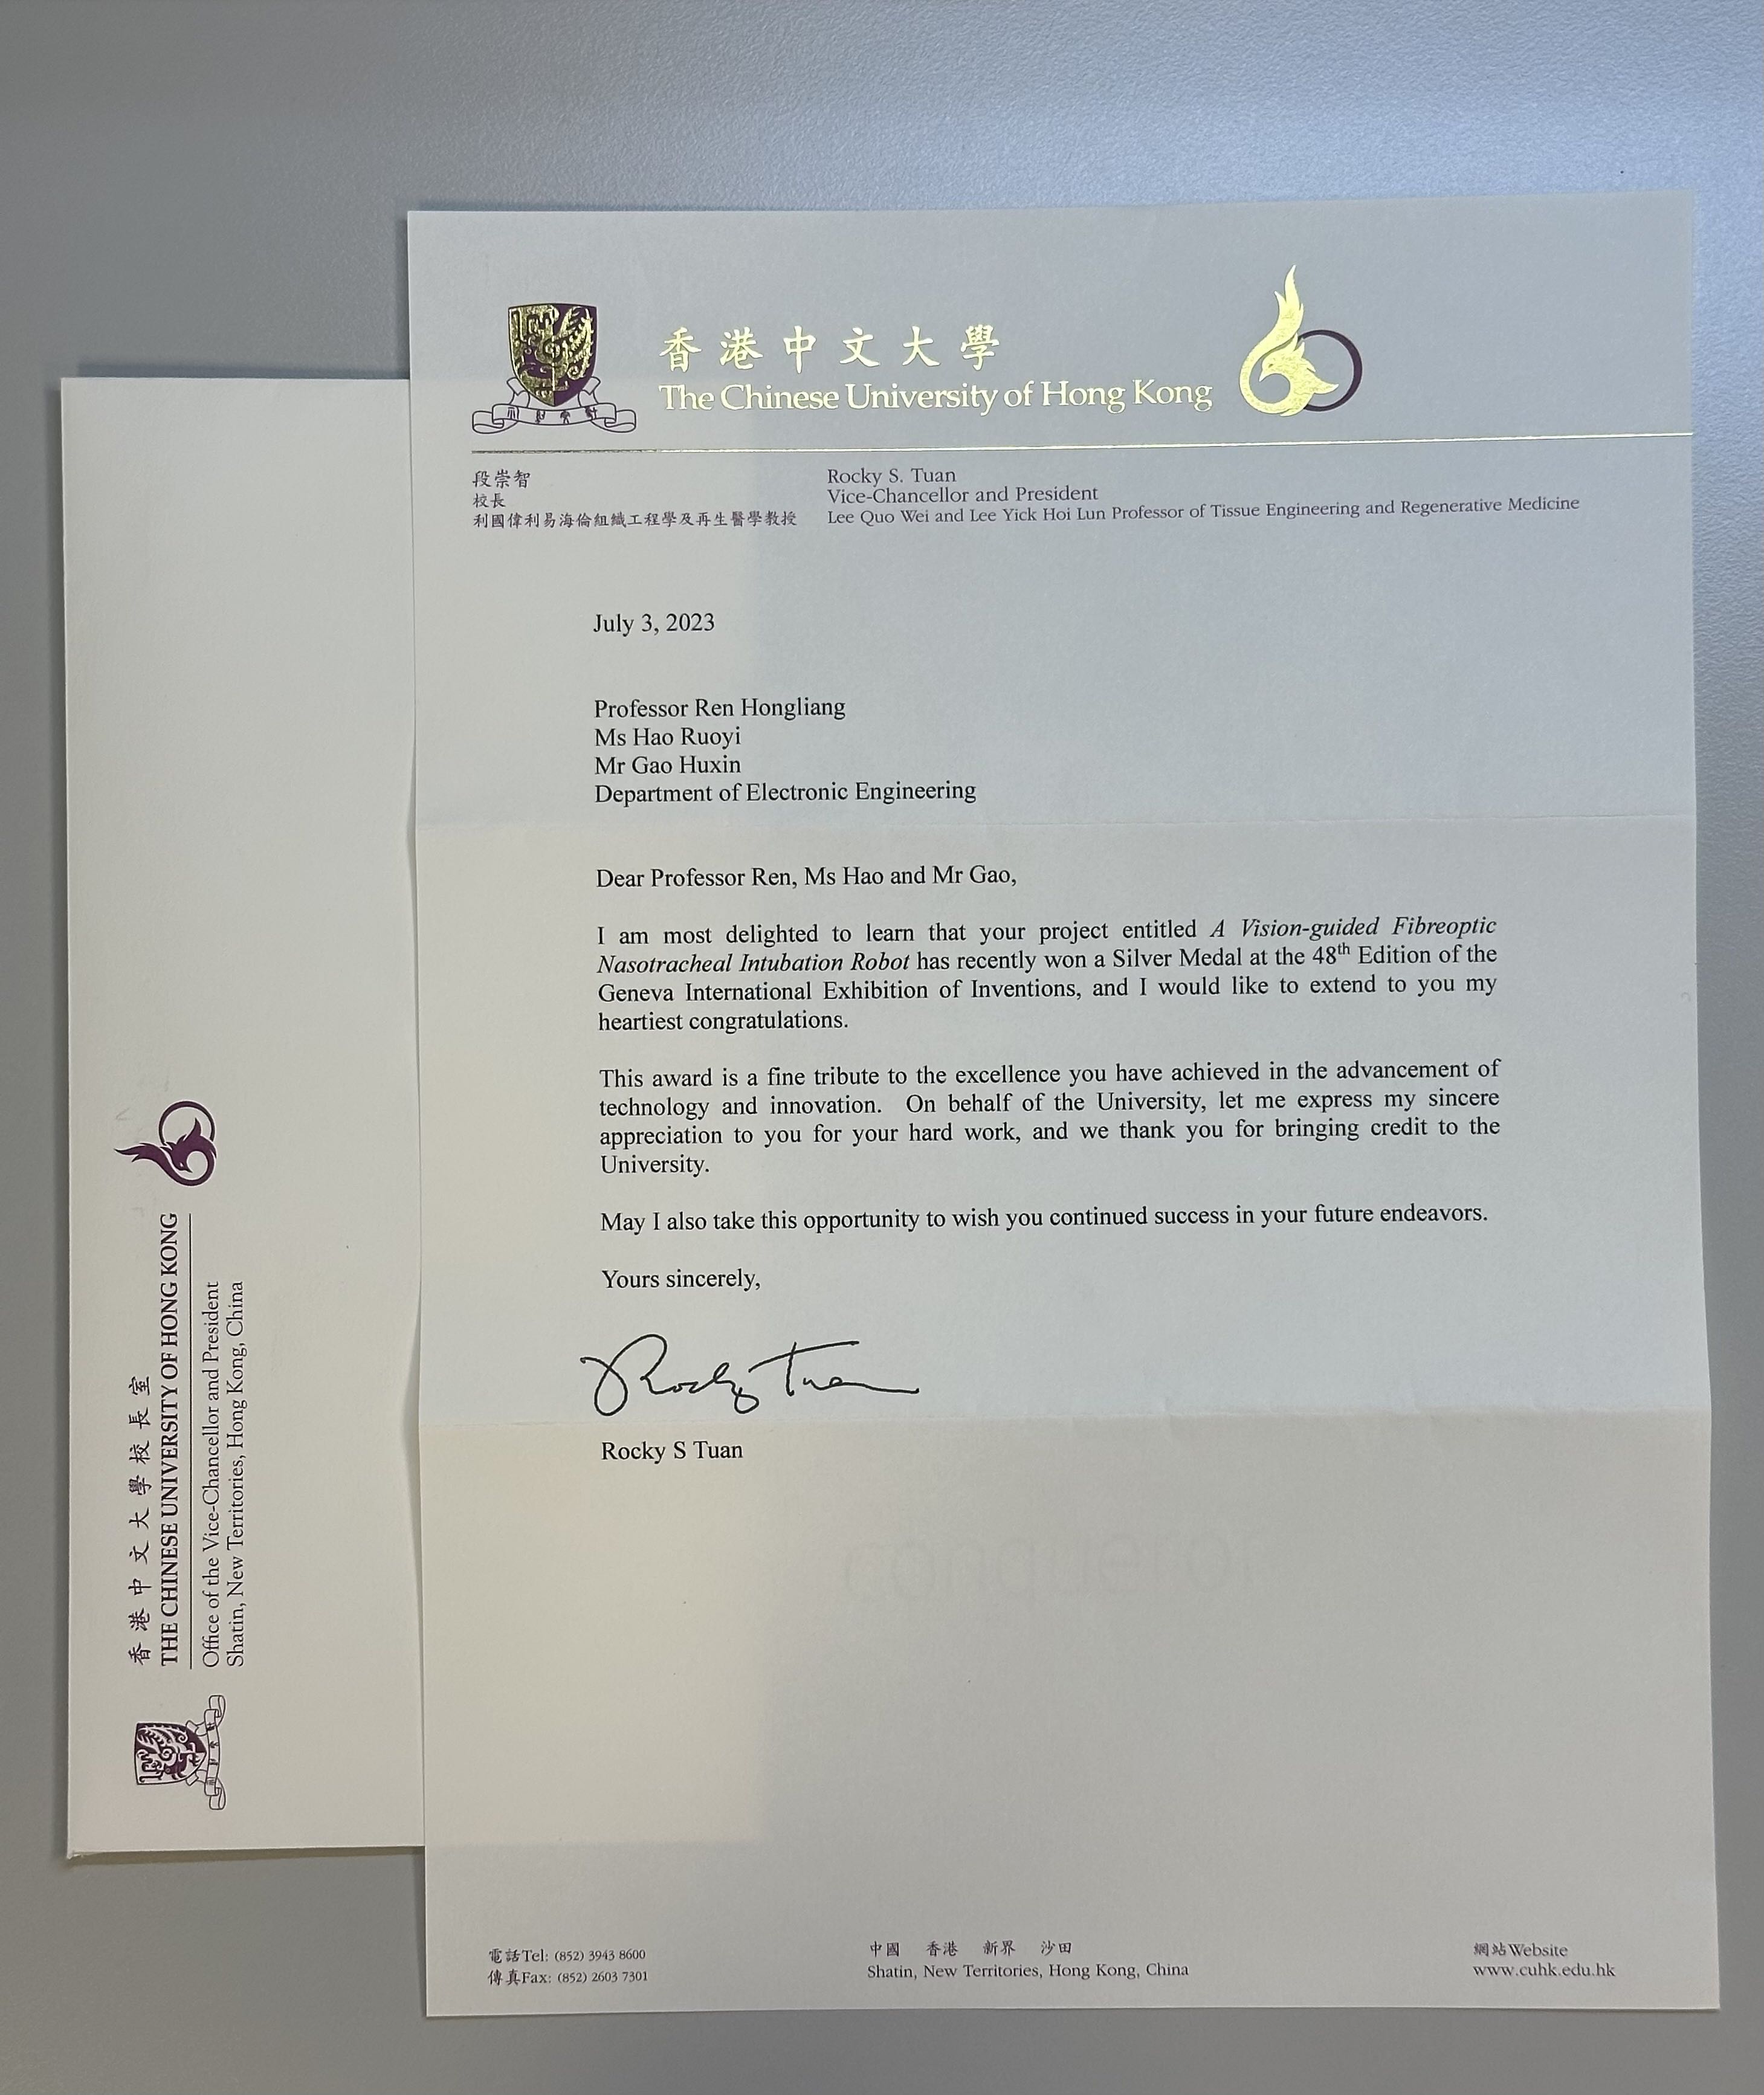 香港中文大學
The Chinese University of Hong Kong
60
段崇智
校長
利國偉利易海倫組織工程學及再生醫學教授
Rocky S. Tuan
Vice-Chancellor and President
Lee Quo Wei and Lee Yick Hoi Lun Professor of Tissue Engineering and Regenerative Medicine
July 3, 2023
Professor Ren Hongliang
Ms Hao Ruoyi
Mr Gao Huxin
Department of Electronic Engineering
Dear Professor Ren, Ms Hao and Mr Gao,
I am most delighted to learn that your project entitled A Vision-guided Fibreoptic
Nasotracheal Intubation Robot has recently won a Silver Medal at the 48th Edition of the
Geneva International Exhibition of Inventions, and I would like to extend to you my
heartiest congratulations.
This award is a fine tribute to the excellence you have achieved in the advancement of
technology and innovation.  On behalf of the University, let me express my sincere
appreciation to you for your hard work, and we thank you for bringing credit to the
University.
May I also take this opportunity to wish you continued success in your future endeavors.
Yours sincerely,
Rocky Tuan
Rocky S Tuan
電話Tel: (852) 3943 8600
傳真Fax: (852) 2603 7301
中國 香港 新界 沙田
Shatin, New Territories, Hong Kong, China
網站Website
www.cuhk.edu.hk
香港中文大學校長室
THE CHINESE UNIVERSITY OF HONG KONG
Office of the Vice-Chancellor and President
Shatin, New Territories, Hong Kong, China
60